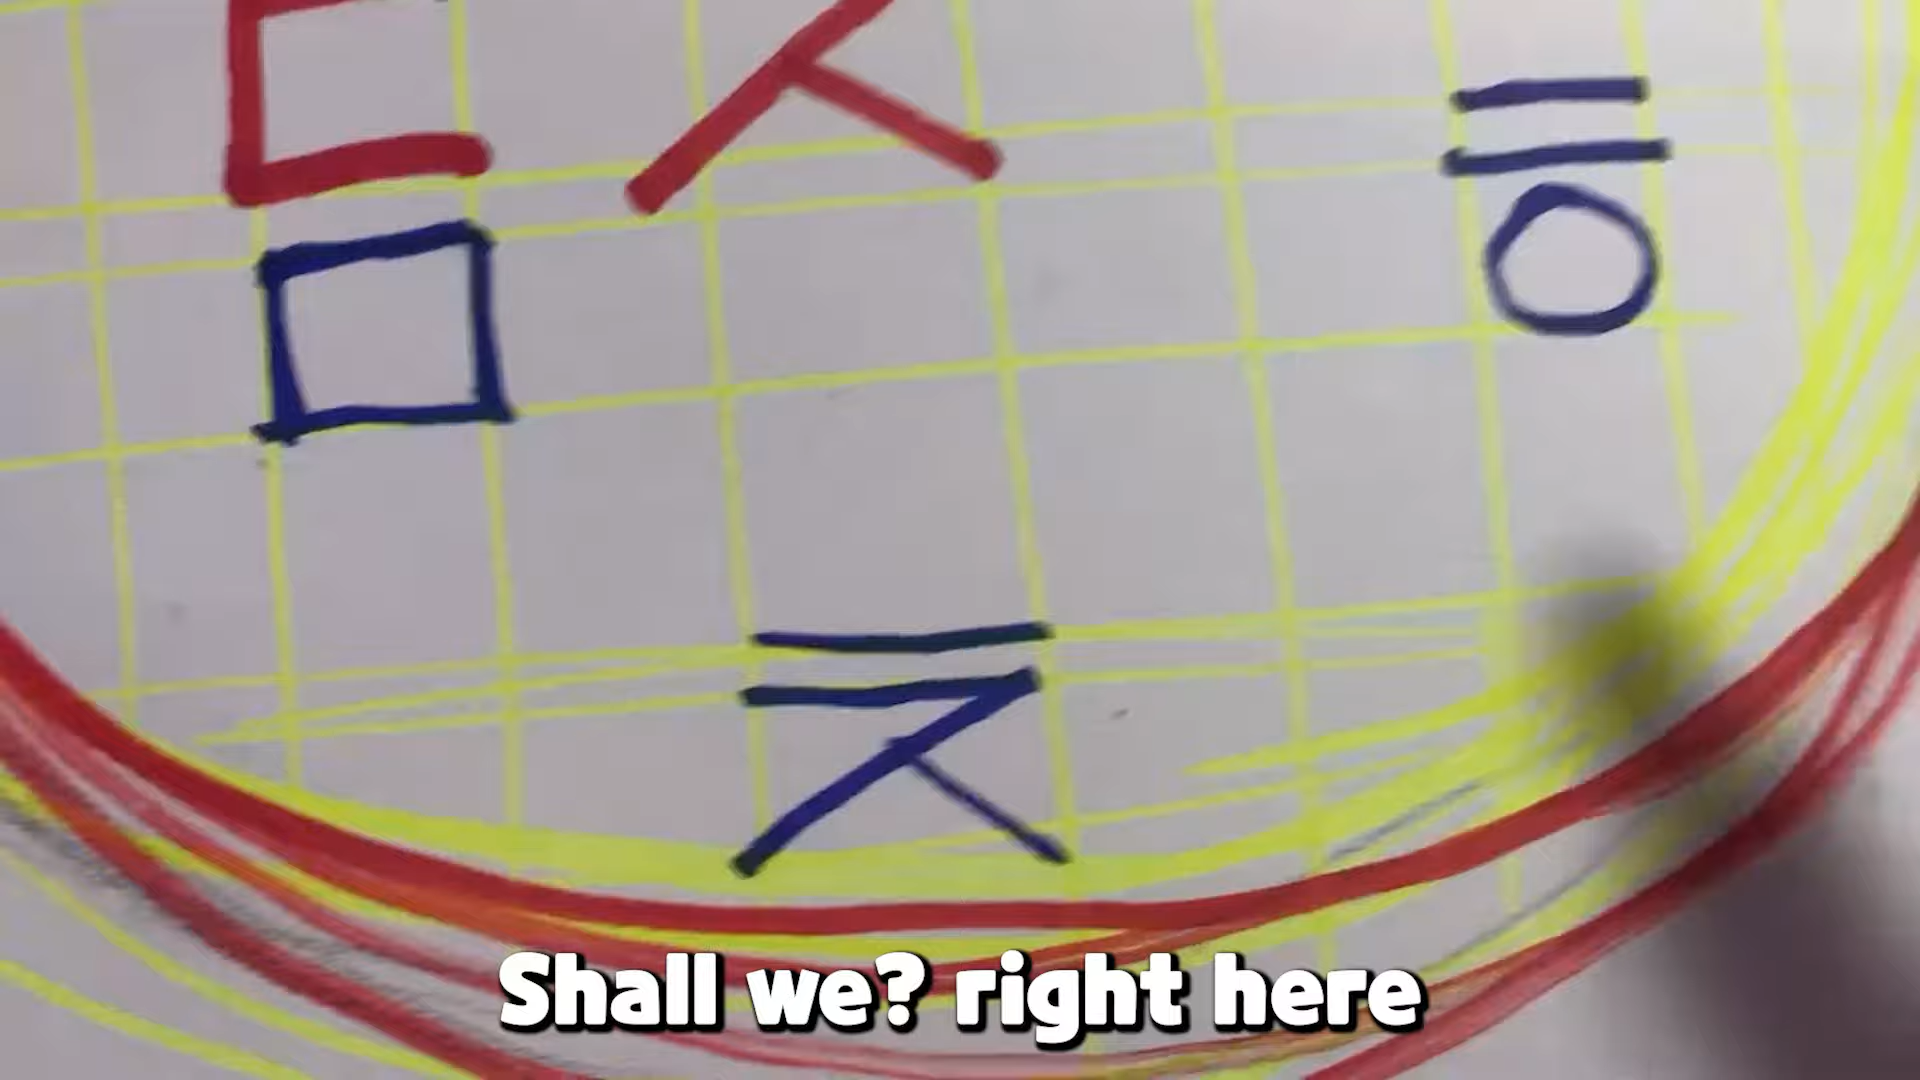 ㅁ ㅎ
ㅊ
Shall we? right here